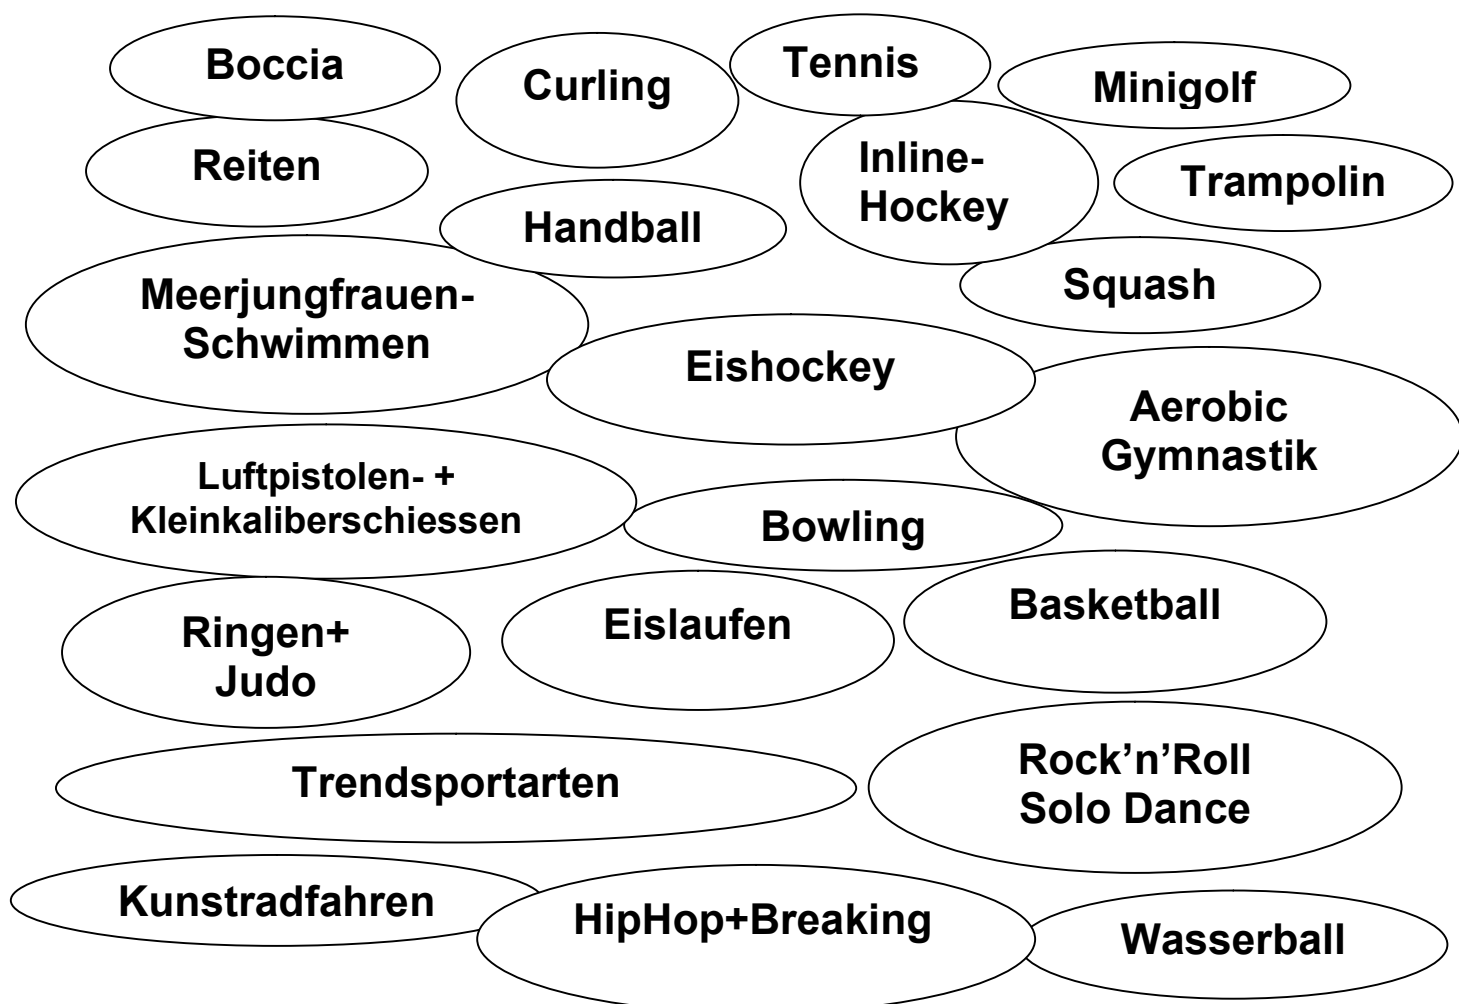 Boccia
Curling
Tennis
Minigolf
Reiten
Inline-
Hockey
Trampolin
Handball
Meerjungfrauen-
Schwimmen
Squash
Eishockey
Aerobic
Gymnastik
Luftpistolen- +
Kleinkaliberschiessen
Bowling
Ringen+
Judo
Eislaufen
Basketball
Trendsportarten
Rock’n’Roll
Solo Dance
Kunstradfahren
HipHop+Breaking
Wasserball